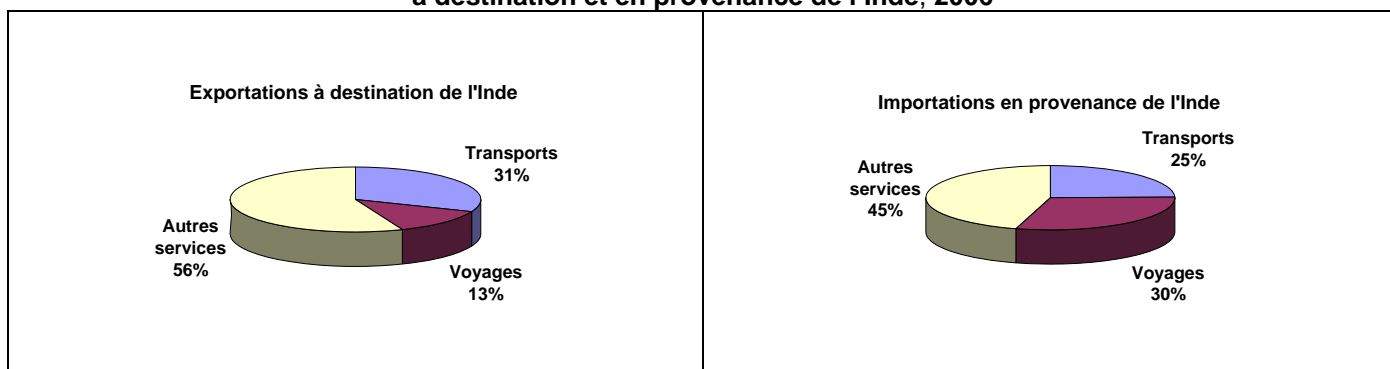 à destination et en provenance de l'Inde, 2006
Exportations à destination de l'Inde
Transports
31%
Autres
services
56%
Voyages
13%
Importations en provenance de l'Inde
Transports
25%
Autres
services
45%
Voyages
30%